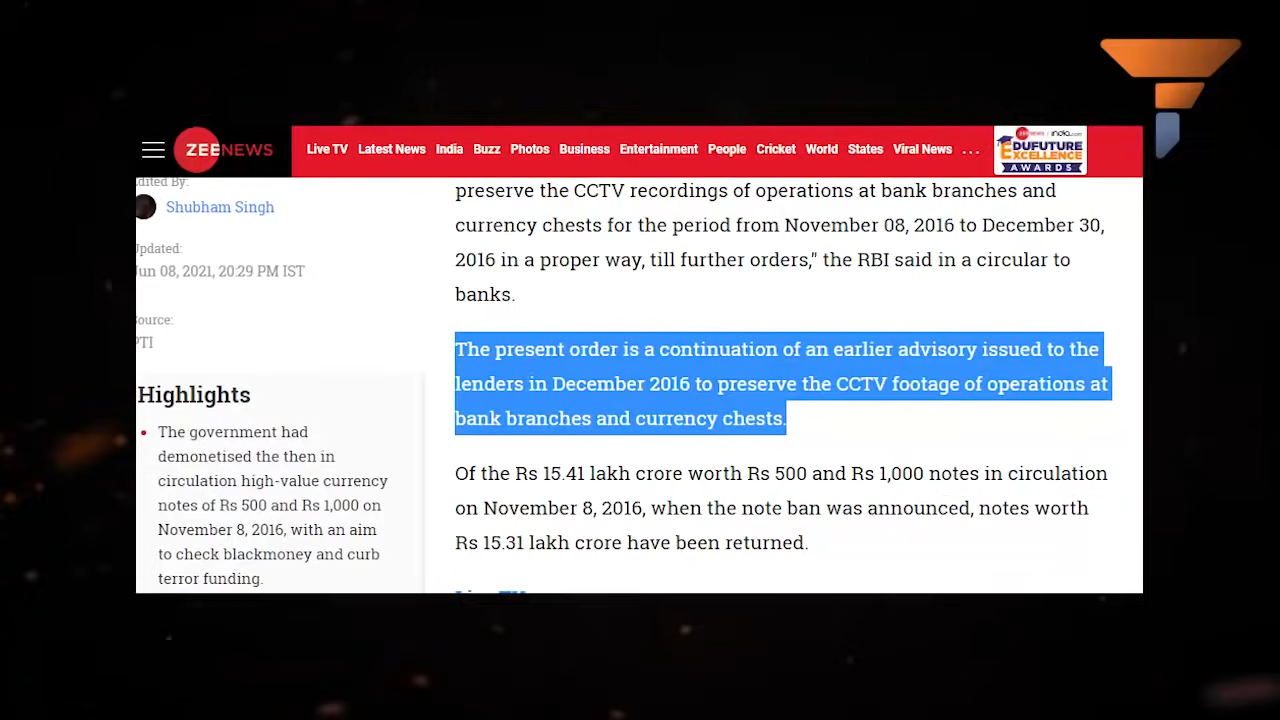 ZEENEWS
Live TV Latest News India Buzz Photos Business Entertainment People Cricket World States Viral News ...
ZEE NEWS india.com
EDUFUTURE
EXCELLENCE
AWARDS
Edited By:
Shubham Singh
Updated:
Jun 08, 2021, 20:29 PM IST
Source:
PTI
Highlights
• The government had
demonetised the then in
circulation high-value currency
notes of Rs 500 and Rs 1,000 on
November 8, 2016, with an aim
to check blackmoney and curb
terror funding.
preserve the CCTV recordings of operations at bank branches and
currency chests for the period from November 08, 2016 to December 30,
2016 in a proper way, till further orders," the RBI said in a circular to
banks.
The present order is a continuation of an earlier advisory issued to the
lenders in December 2016 to preserve the CCTV footage of operations at
bank branches and currency chests.
Of the Rs 15.41 lakh crore worth Rs 500 and Rs 1,000 notes in circulation
on November 8, 2016, when the note ban was announced, notes worth
Rs 15.31 lakh crore have been returned.